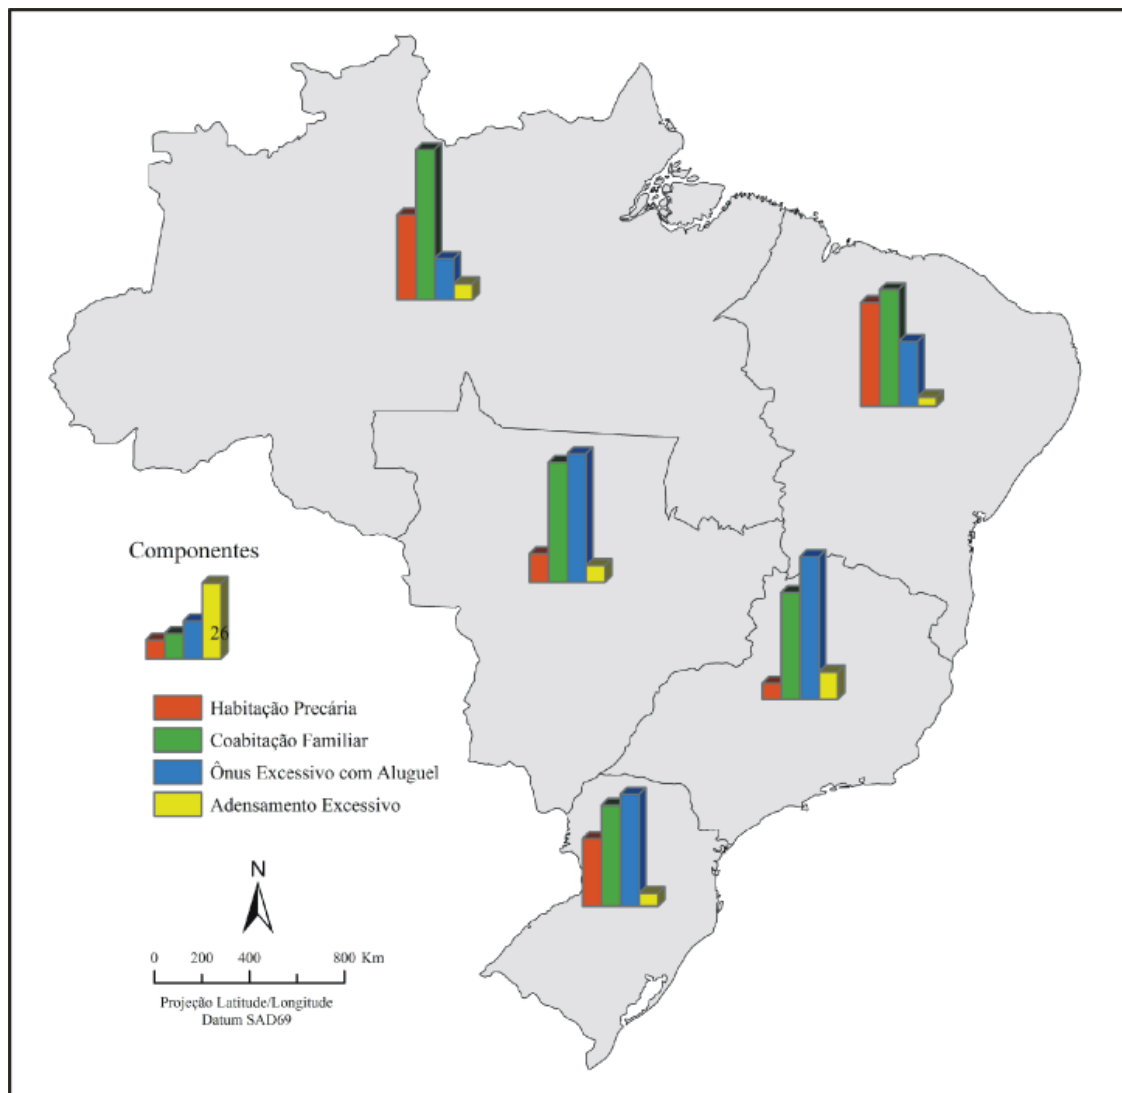 Componentes
26
Habitação Precária
Coabitação Familiar
Ônus Excessivo com Aluguel
Adensamento Excessivo
N
0 200 400 800 Km
Projeção Latitude/Longitude
Datum SAD69